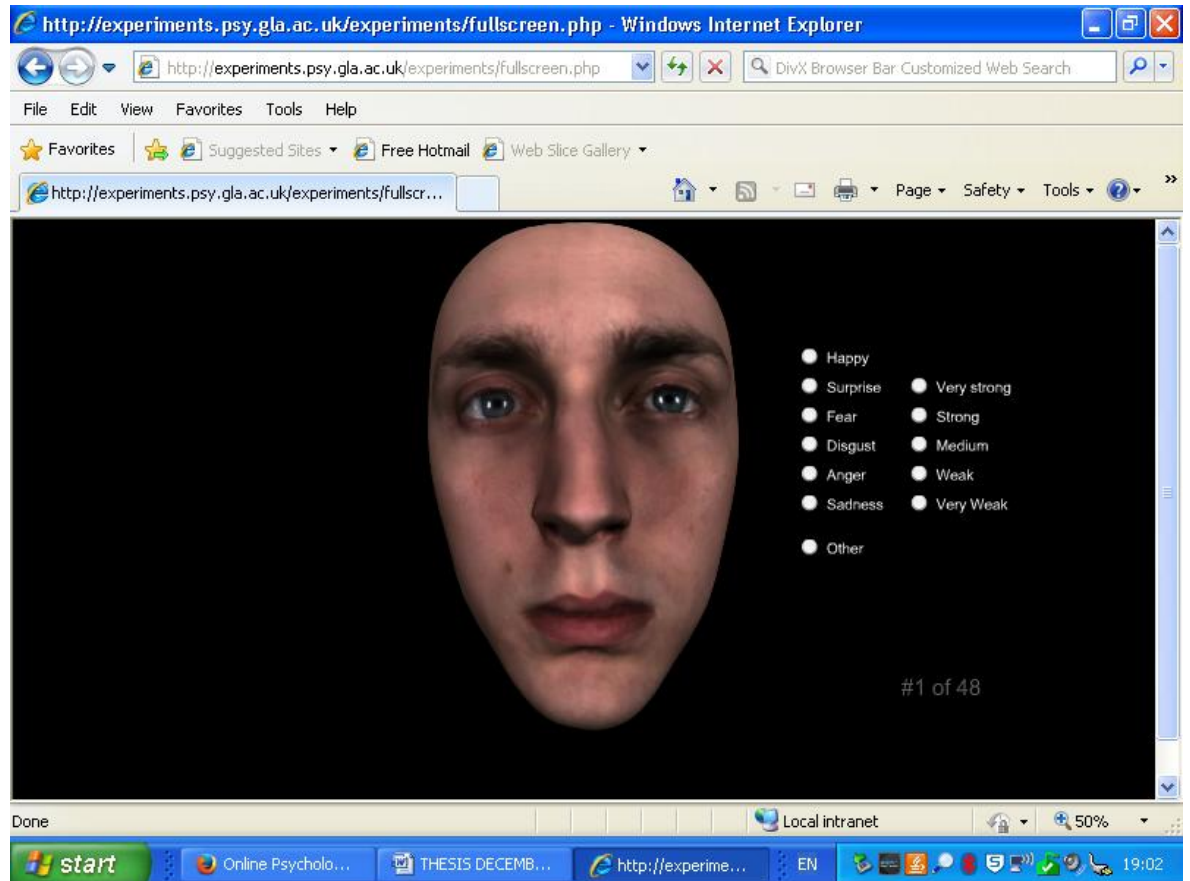 http://experiments.psy.gla.ac.uk/experiments/fullscreen.php - Windows Internet Explorer
http://experiments.psy.gla.ac.uk/experiments/fullscreen.php DivX Browser Bar Customized Web Search
File Edit View Favorites Tools Help
Favorites Suggested Sites Free Hotmail Web Slice Gallery
http://experiments.psy.gla.ac.uk/experiments/fullscr... Page Safety Tools »
Happy
Surprise Very strong
Fear Strong
Disgust Medium
Anger Weak
Sadness Very Weak
Other
#1 of 48
Done Local intranet 50%
start Online Psycholo... THESIS DECEMB... http://experime... EN 19:02